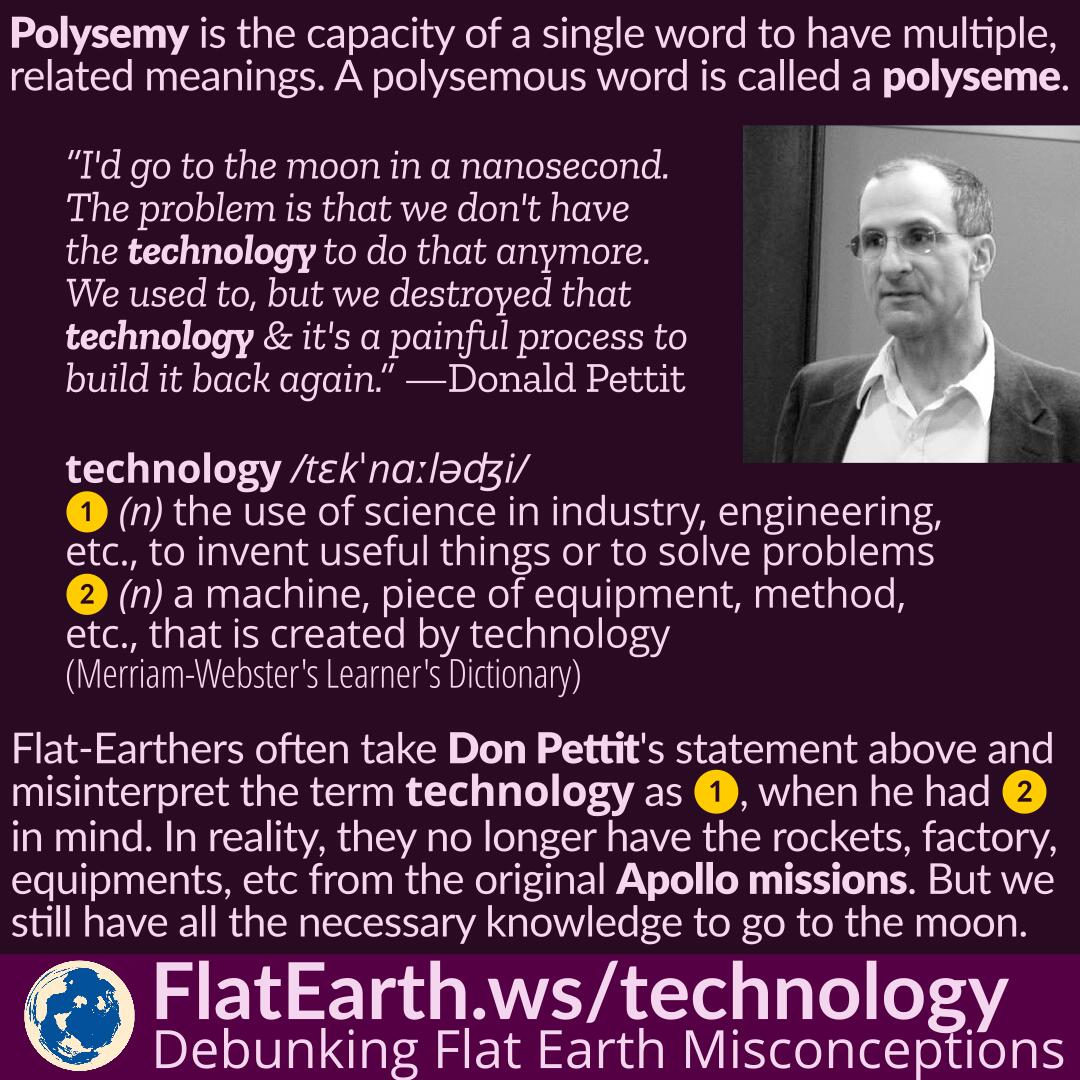 Polysemy is the capacity of a single word to have multiple,
related meanings. A polysemous word is called a polyseme.
“I'd go to the moon in a nanosecond.
The problem is that we don't have
the technology to do that anymore.
We used to, but we destroyed that
technology & it's a painful process to
build it back again.” —Donald Pettit
technology /tɛkˈnɑːləʤi/
1 (n) the use of science in industry, engineering,
etc., to invent useful things or to solve problems
2 (n) a machine, piece of equipment, method,
etc., that is created by technology
(Merriam-Webster's Learner's Dictionary)
Flat-Earthers often take Don Pettit's statement above and
misinterpret the term technology as 1, when he had 2
in mind. In reality, they no longer have the rockets, factory,
equipments, etc from the original Apollo missions. But we
still have all the necessary knowledge to go to the moon.
FlatEarth.ws/technology
Debunking Flat Earth Misconceptions